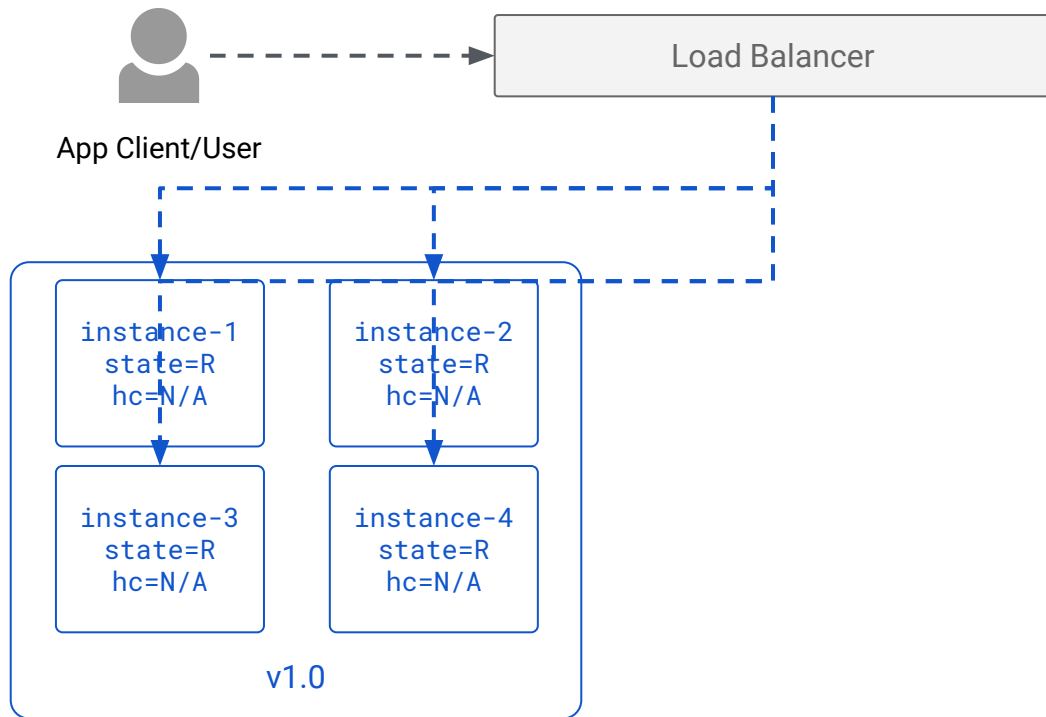 Load Balancer
App Client/User
instance-1
state=R
hc=N/A
instance-2
state=R
hc=N/A
instance-3
state=R
hc=N/A
instance-4
state=R
hc=N/A
v1.0